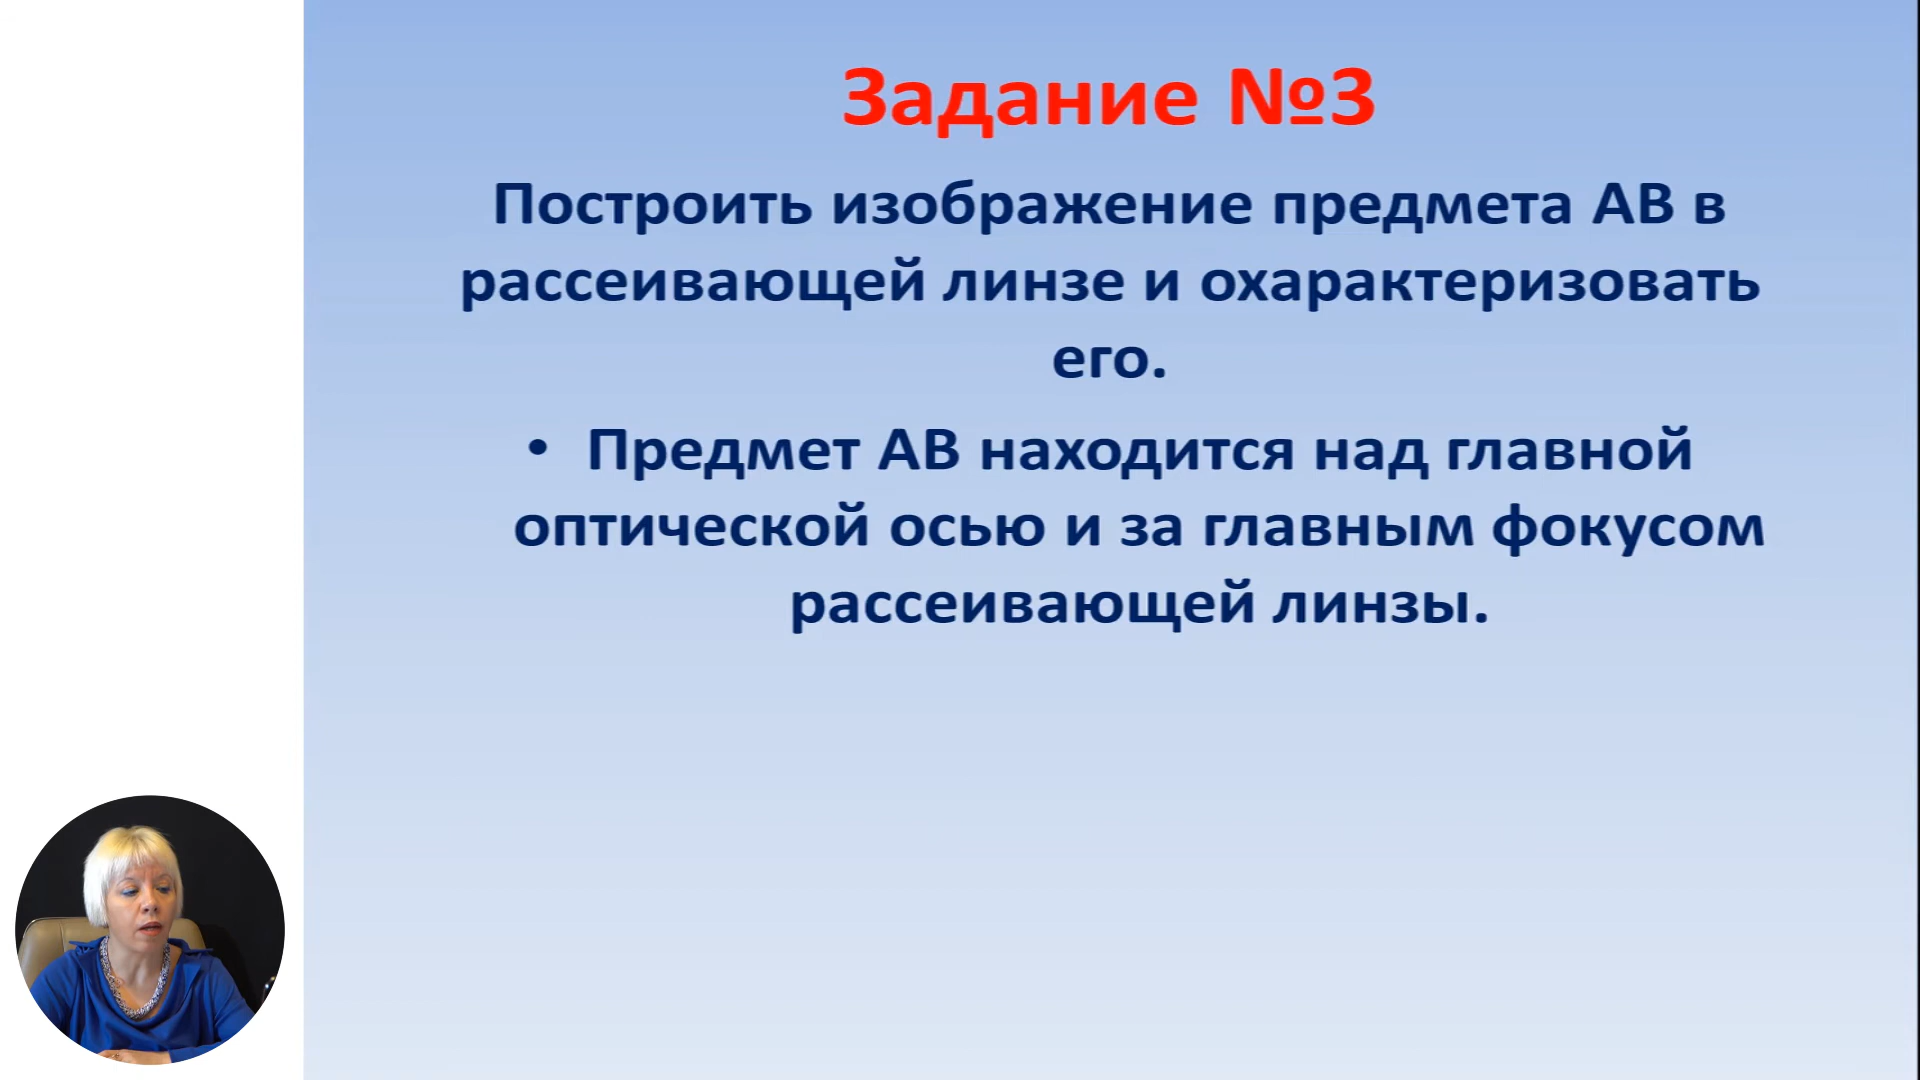 Задание №3
Построить изображение предмета АВ в
рассеивающей линзе и охарактеризовать
его.
• Предмет АВ находится над главной
оптической осью и за главным фокусом
рассеивающей линзы.